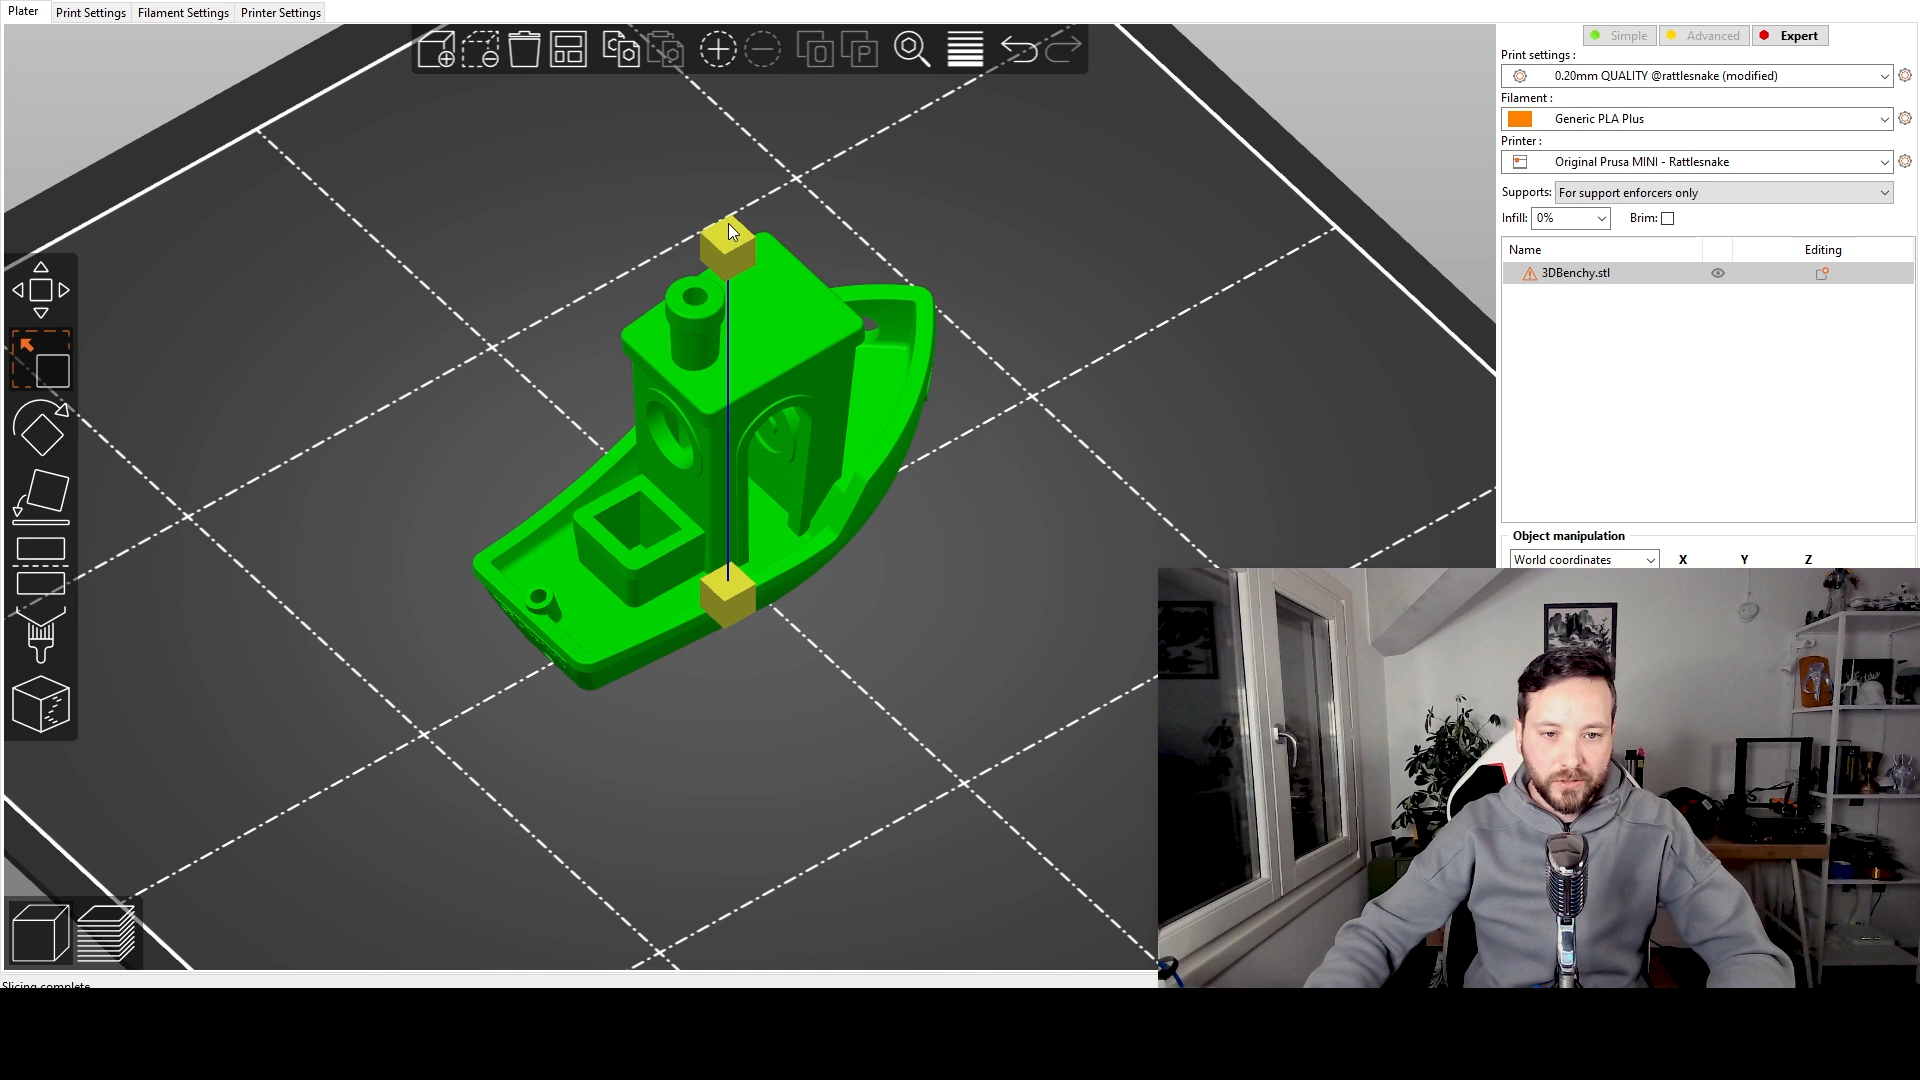 Plater
Print Settings
Filament Settings
Printer Settings
Simple
Advanced
Expert
Print settings :
0.20mm QUALITY @rattlesnake (modified)
Filament :
Generic PLA Plus
Printer :
Original Prusa MINI - Rattlesnake
Supports: For support enforcers only
Infill: 0% Brim:
Name Editing
3DBenchy.stl
Object manipulation
World coordinates X Y Z
Slicing complete